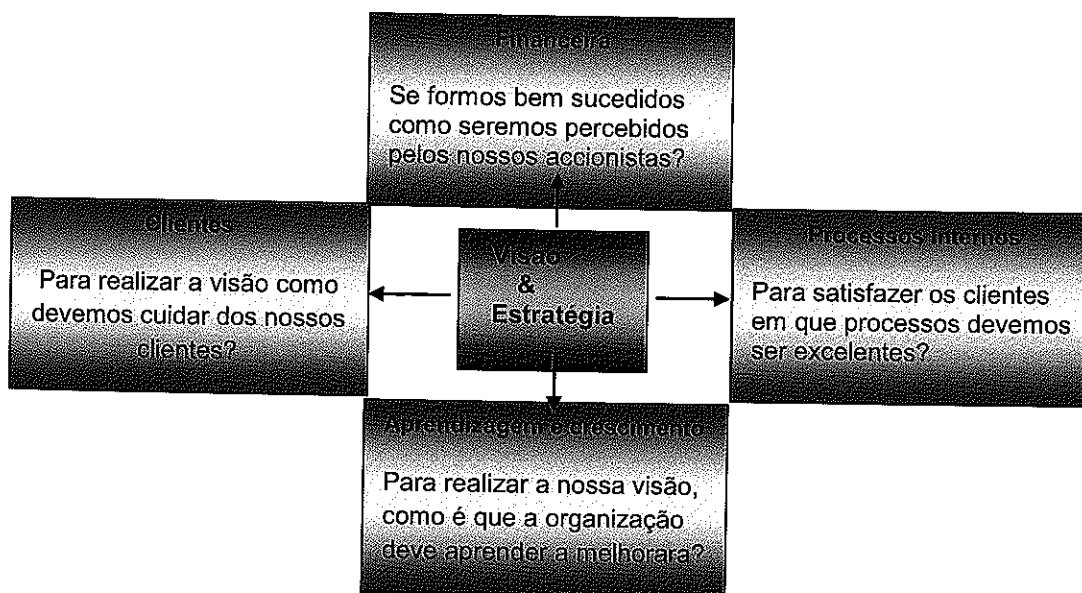 Financeira
Se formos bem sucedidos
como seremos percebidos
pelos nossos accionistas?
Clientes
Para realizar a visão como
devemos cuidar dos nossos
clientes?
Visão
&
Estratégia
Processos Internos
Para satisfazer os clientes
em que processos devemos
ser excelentes?
Aprendizagem e crescimento
Para realizar a nossa visão,
como é que a organização
deve aprender a melhorara?